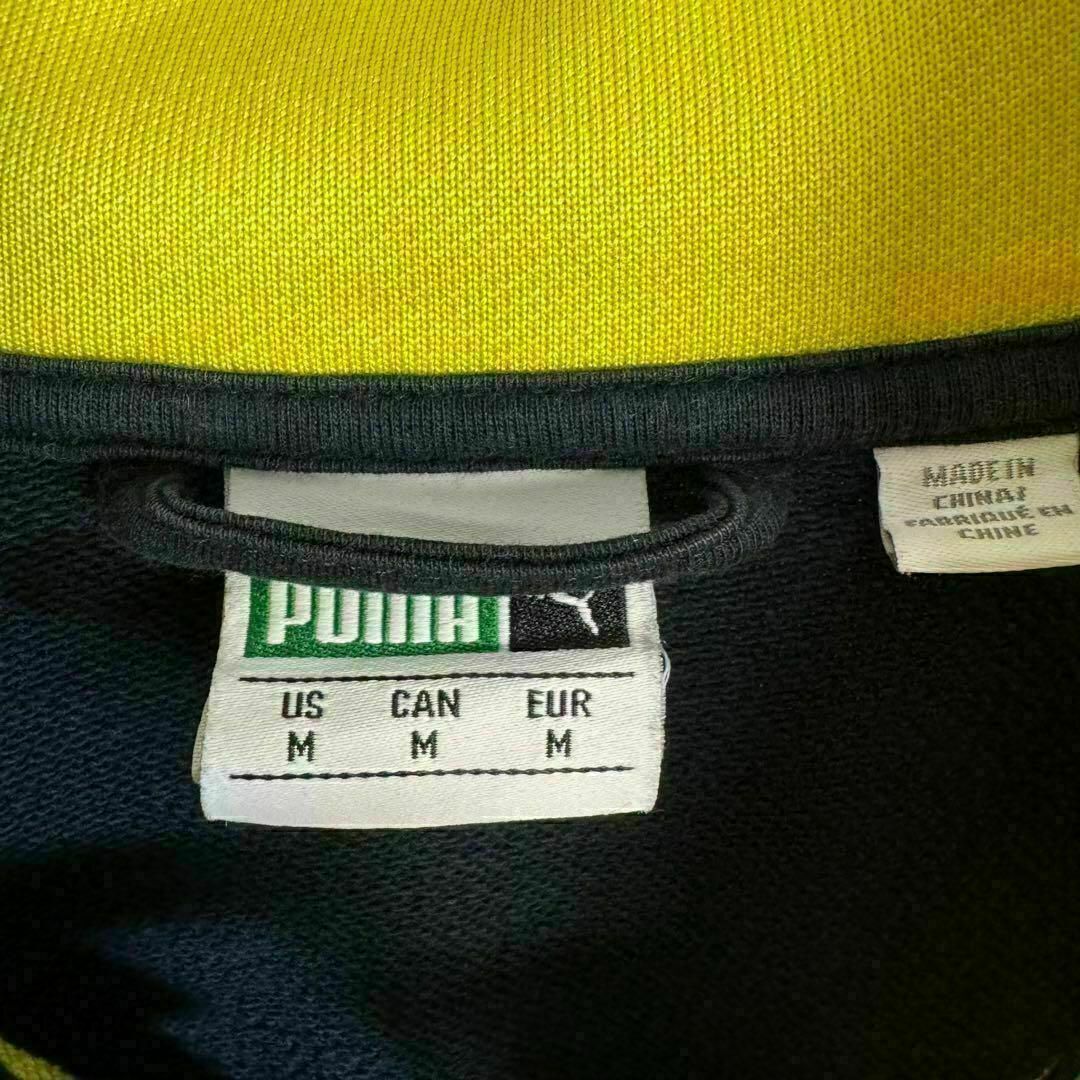 PUMA
US CAN EUR
M M M
MADE IN
CHINA/
FABRIQUÉ EN
CHINE